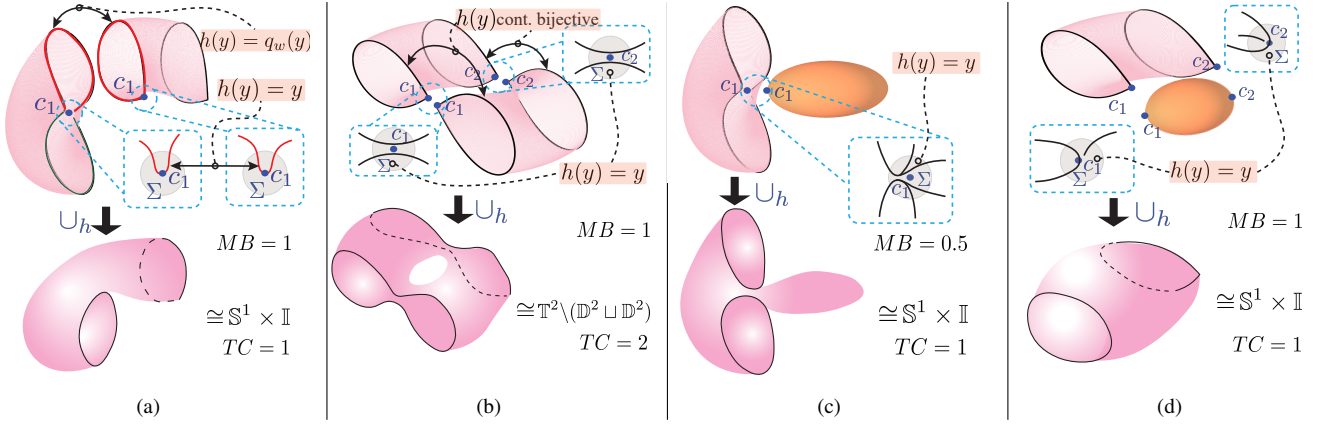 h(y) = q_w(y)
c_1
c_1
h(y) = y
Σ c_1
Σ c_1
∪_h
MB = 1
≅ 𝕊^1 × 𝕀
TC = 1
(a)
h(y) cont. bijective
c_2
c_2
c_2
Σ
c_1
c_1
c_1
Σ
h(y) = y
∪_h
MB = 1
≅ 𝕋^2\(𝔻^2 ⊔ 𝔻^2)
TC = 2
(b)
c_1
c_1
h(y) = y
c_1
Σ
∪_h
MB = 0.5
≅ 𝕊^1 × 𝕀
TC = 1
(c)
c_2
Σ
c_2
c_1
c_2
c_1
c_1
Σ
h(y) = y
∪_h
MB = 1
≅ 𝕊^1 × 𝕀
TC = 1
(d)